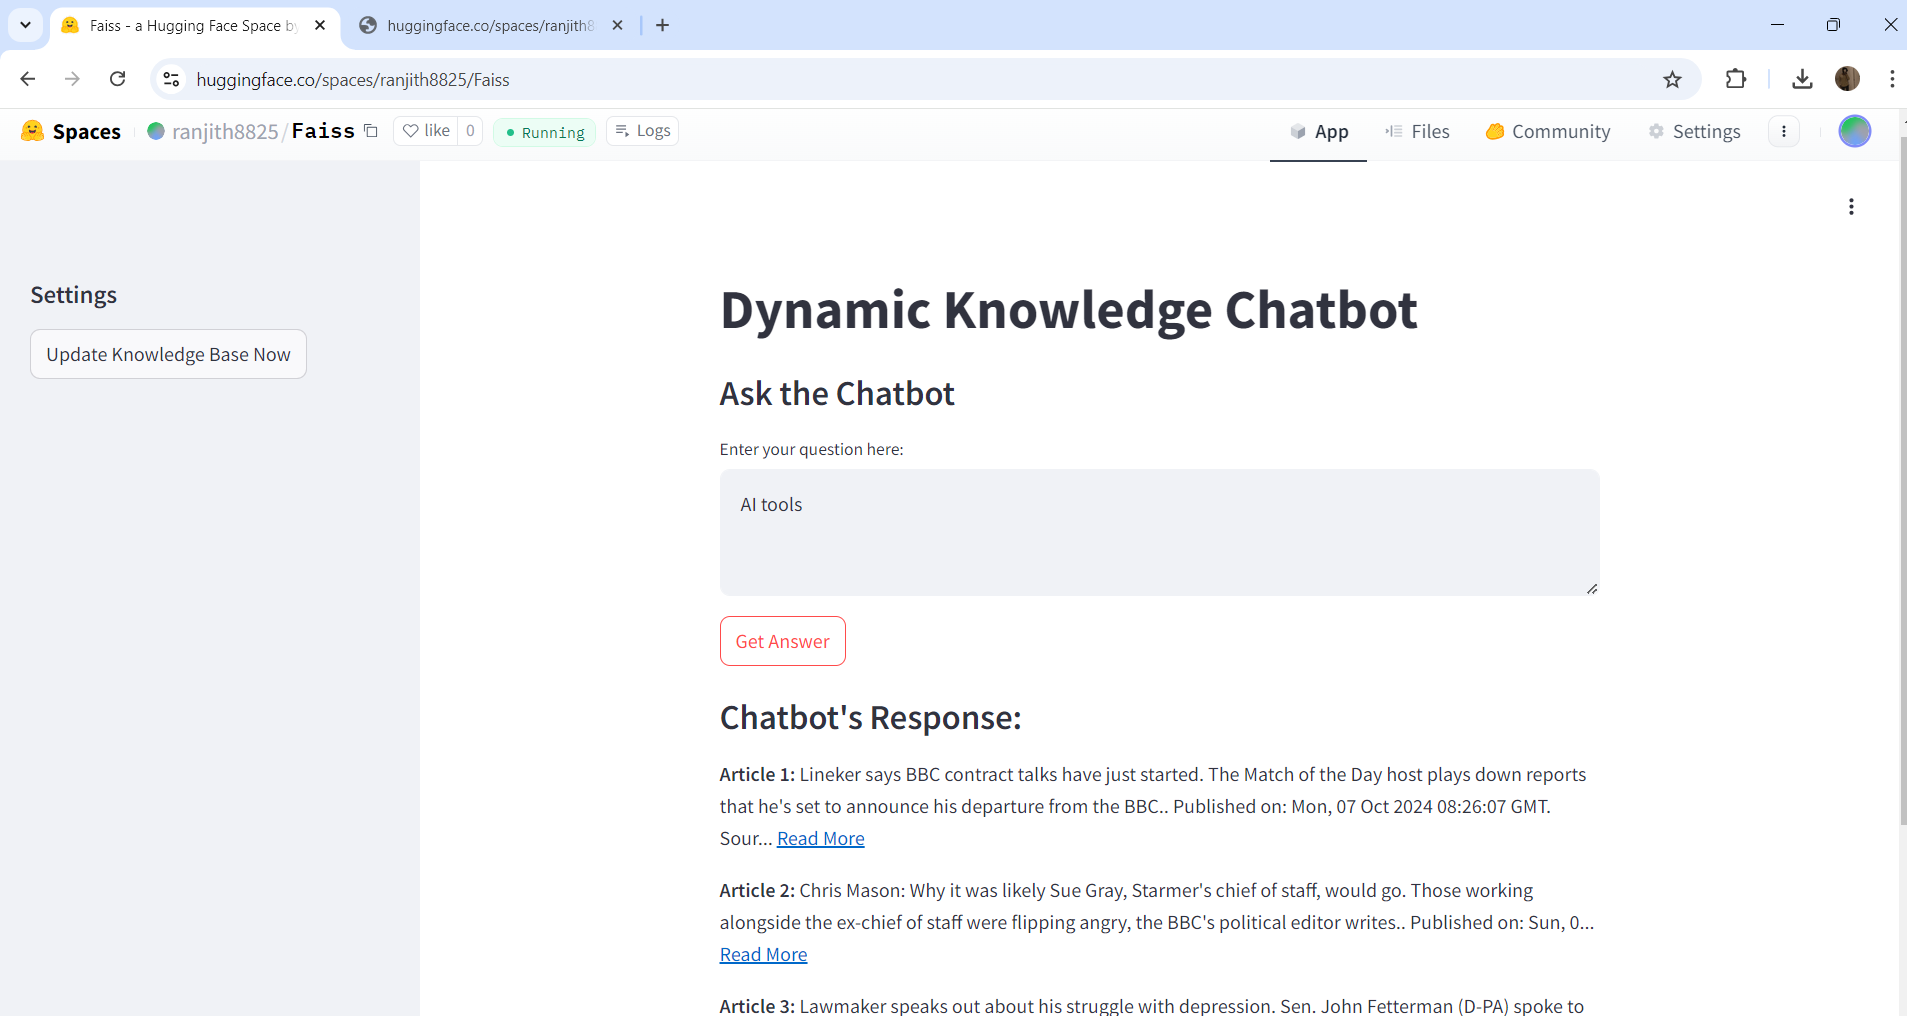 Faiss - a Hugging Face Space by
huggingface.co/spaces/ranjith8
huggingface.co/spaces/ranjith8825/Faiss
Spaces ranjith8825/Faiss like 0 Running Logs App Files Community Settings
Settings
Update Knowledge Base Now
Dynamic Knowledge Chatbot
Ask the Chatbot
Enter your question here:
AI tools
Get Answer
Chatbot's Response:
Article 1: Lineker says BBC contract talks have just started. The Match of the Day host plays down reports
that he's set to announce his departure from the BBC.. Published on: Mon, 07 Oct 2024 08:26:07 GMT.
Sour... Read More
Article 2: Chris Mason: Why it was likely Sue Gray, Starmer's chief of staff, would go. Those working
alongside the ex-chief of staff were flipping angry, the BBC's political editor writes.. Published on: Sun, 0...
Read More
Article 3: Lawmaker speaks out about his struggle with depression. Sen. John Fetterman (D-PA) spoke to